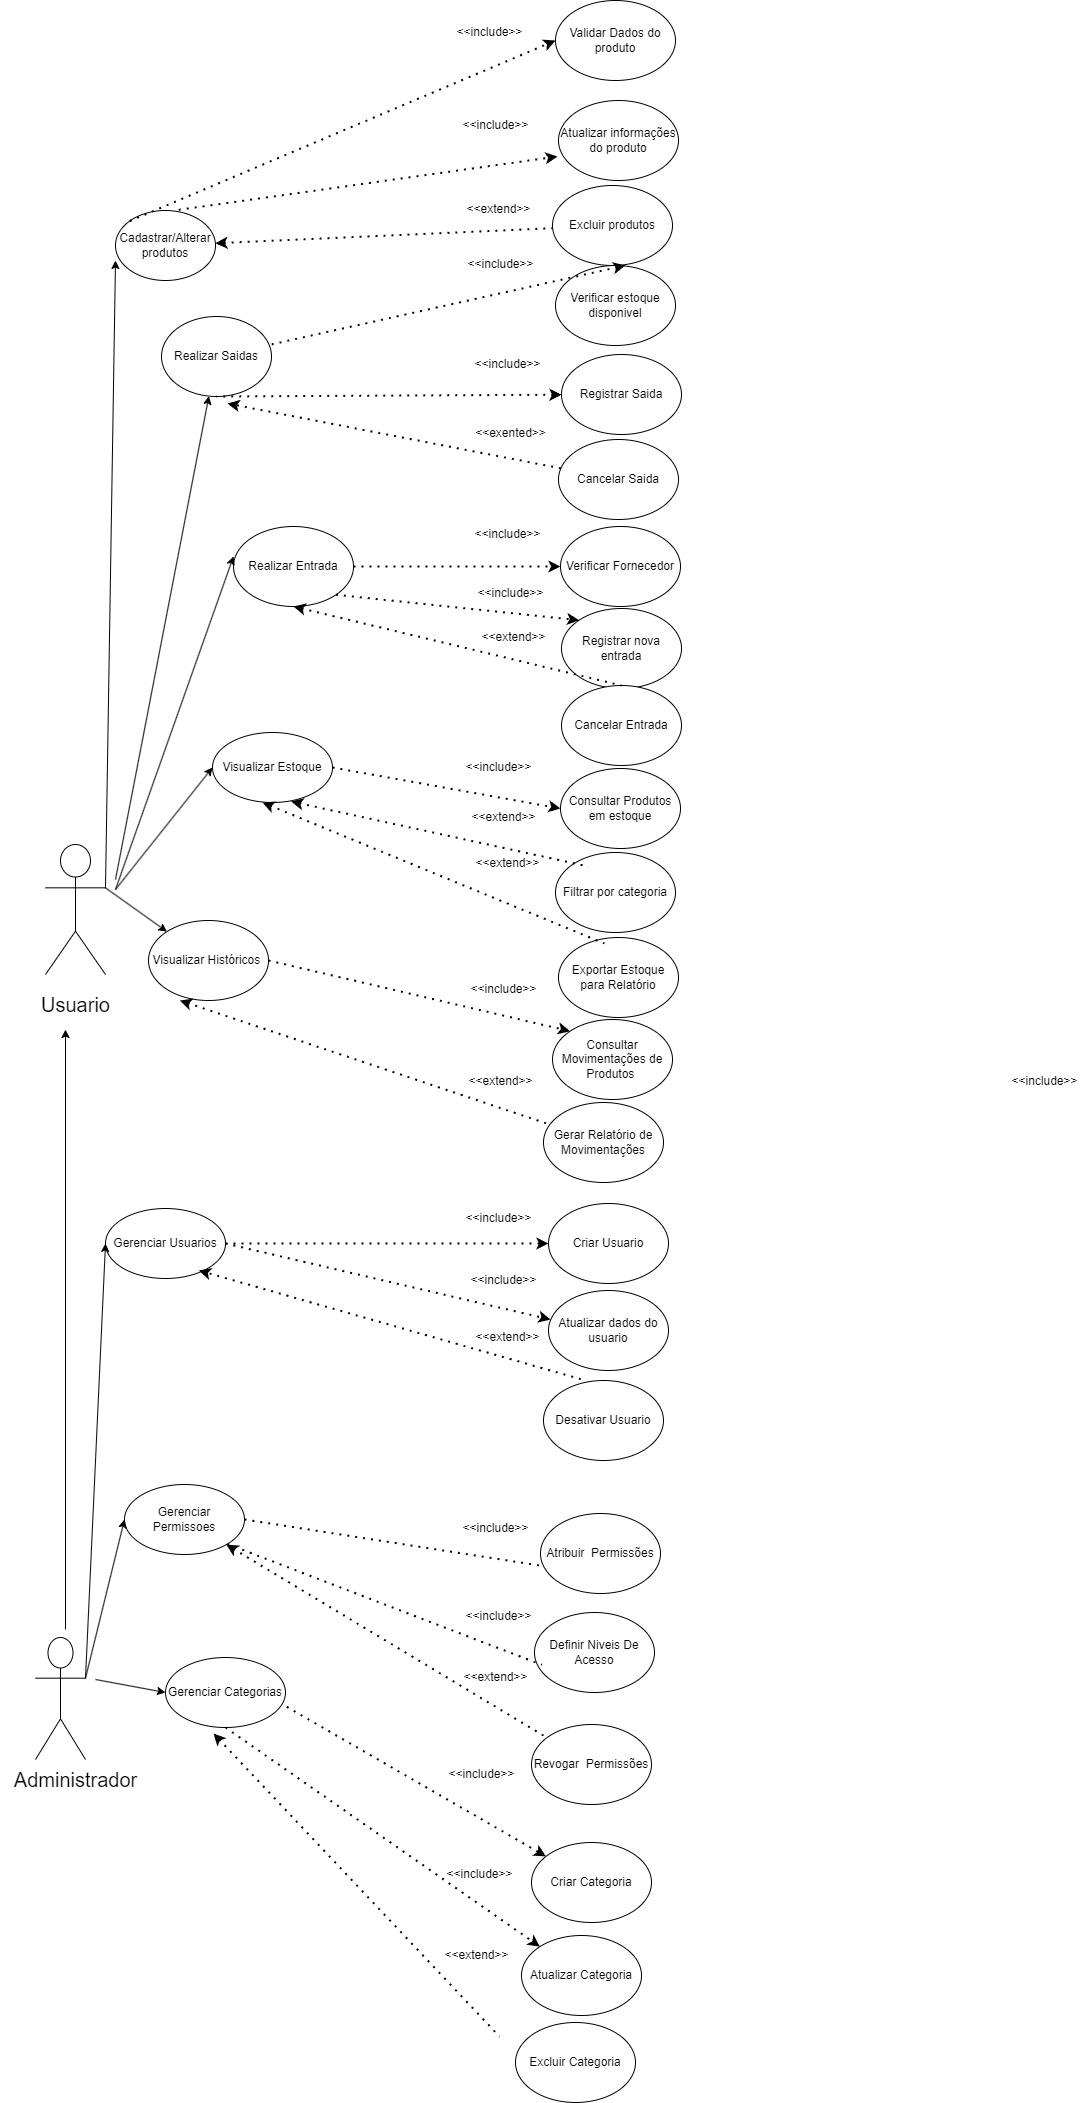 <<include>>
Validar Dados do
produto
<<include>>
Atualizar informações
do produto
<<extend>>
Excluir produtos
Cadastrar/Alterar
produtos
<<include>>
Verificar estoque
disponivel
Realizar Saidas
<<include>>
Registrar Saida
<<exented>>
Cancelar Saida
<<include>>
Realizar Entrada
Verificar Fornecedor
<<include>>
Registrar nova
entrada
<<extend>>
Cancelar Entrada
Visualizar Estoque
<<include>>
Consultar Produtos
em estoque
<<extend>>
<<extend>>
Filtrar por categoria
Visualizar Históricos
Exportar Estoque
para Relatório
<<include>>
Usuario
Consultar
Movimentações de
Produtos
<<extend>>
<<include>>
Gerar Relatório de
Movimentações
<<include>>
Gerenciar Usuarios
Criar Usuario
<<include>>
Atualizar dados do
usuario
<<extend>>
Desativar Usuario
Gerenciar
Permissoes
<<include>>
Atribuir  Permissões
<<include>>
Definir Niveis De
Acesso
<<extend>>
Gerenciar Categorias
Revogar  Permissões
Administrador
<<include>>
<<include>>
Criar Categoria
<<extend>>
Atualizar Categoria
Excluir Categoria